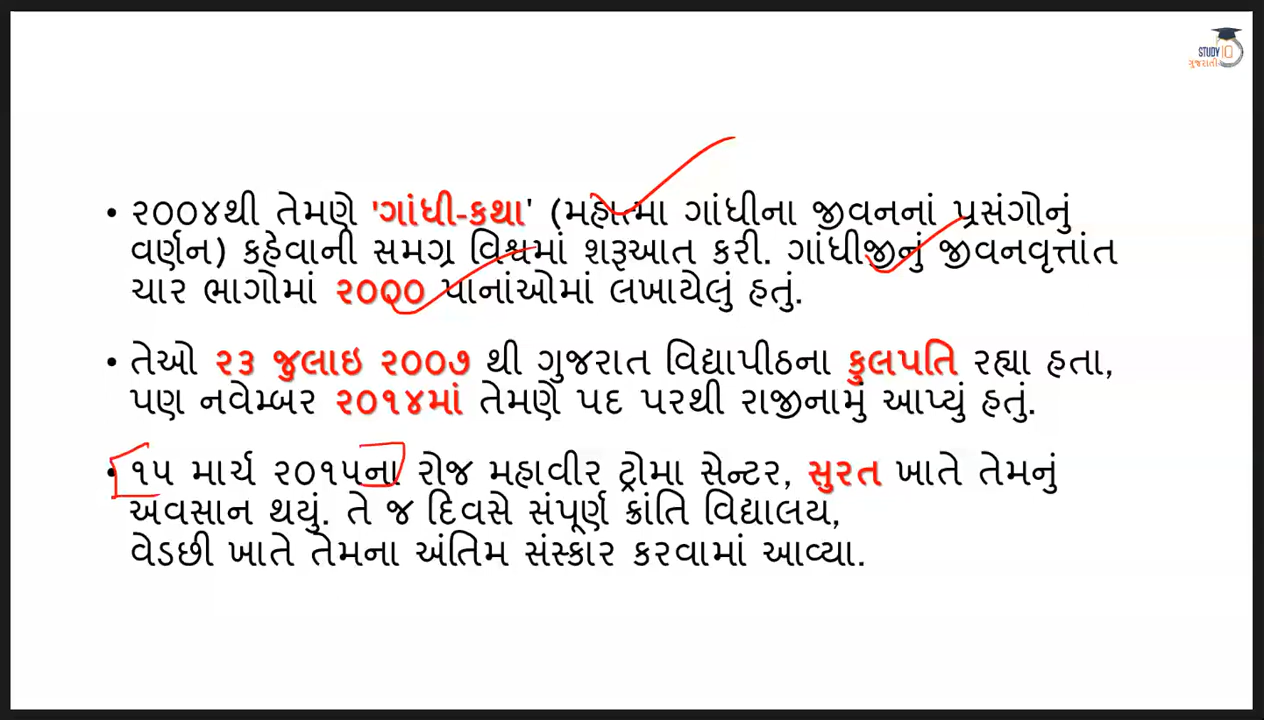 STUDY IQ
ગુજરાતી
• ૨૦૦૪થી તેમણે 'ગાંધી-કથા' (મહાત્મા ગાંધીના જીવનનાં પ્રસંગોનું
વર્ણન) કહેવાની સમગ્ર વિશ્વમાં શરૂઆત કરી. ગાંધીજીનું જીવનવૃત્તાંત
ચાર ભાગોમાં ૨૦૦૦ પાનાંઓમાં લખાયેલું હતું.
• તેઓ ૨૩ જુલાઇ ૨૦૦૭ થી ગુજરાત વિદ્યાપીઠના કુલપતિ રહ્યા હતા,
પણ નવેમ્બર ૨૦૧૪માં તેમણે પદ પરથી રાજીનામું આપ્યું હતું.
• ૧૫ માર્ચ ૨૦૧૫ના રોજ મહાવીર ટ્રોમા સેન્ટર, સુરત ખાતે તેમનું
અવસાન થયું. તે જ દિવસે સંપૂર્ણ ક્રાંતિ વિદ્યાલય,
વેડછી ખાતે તેમના અંતિમ સંસ્કાર કરવામાં આવ્યા.